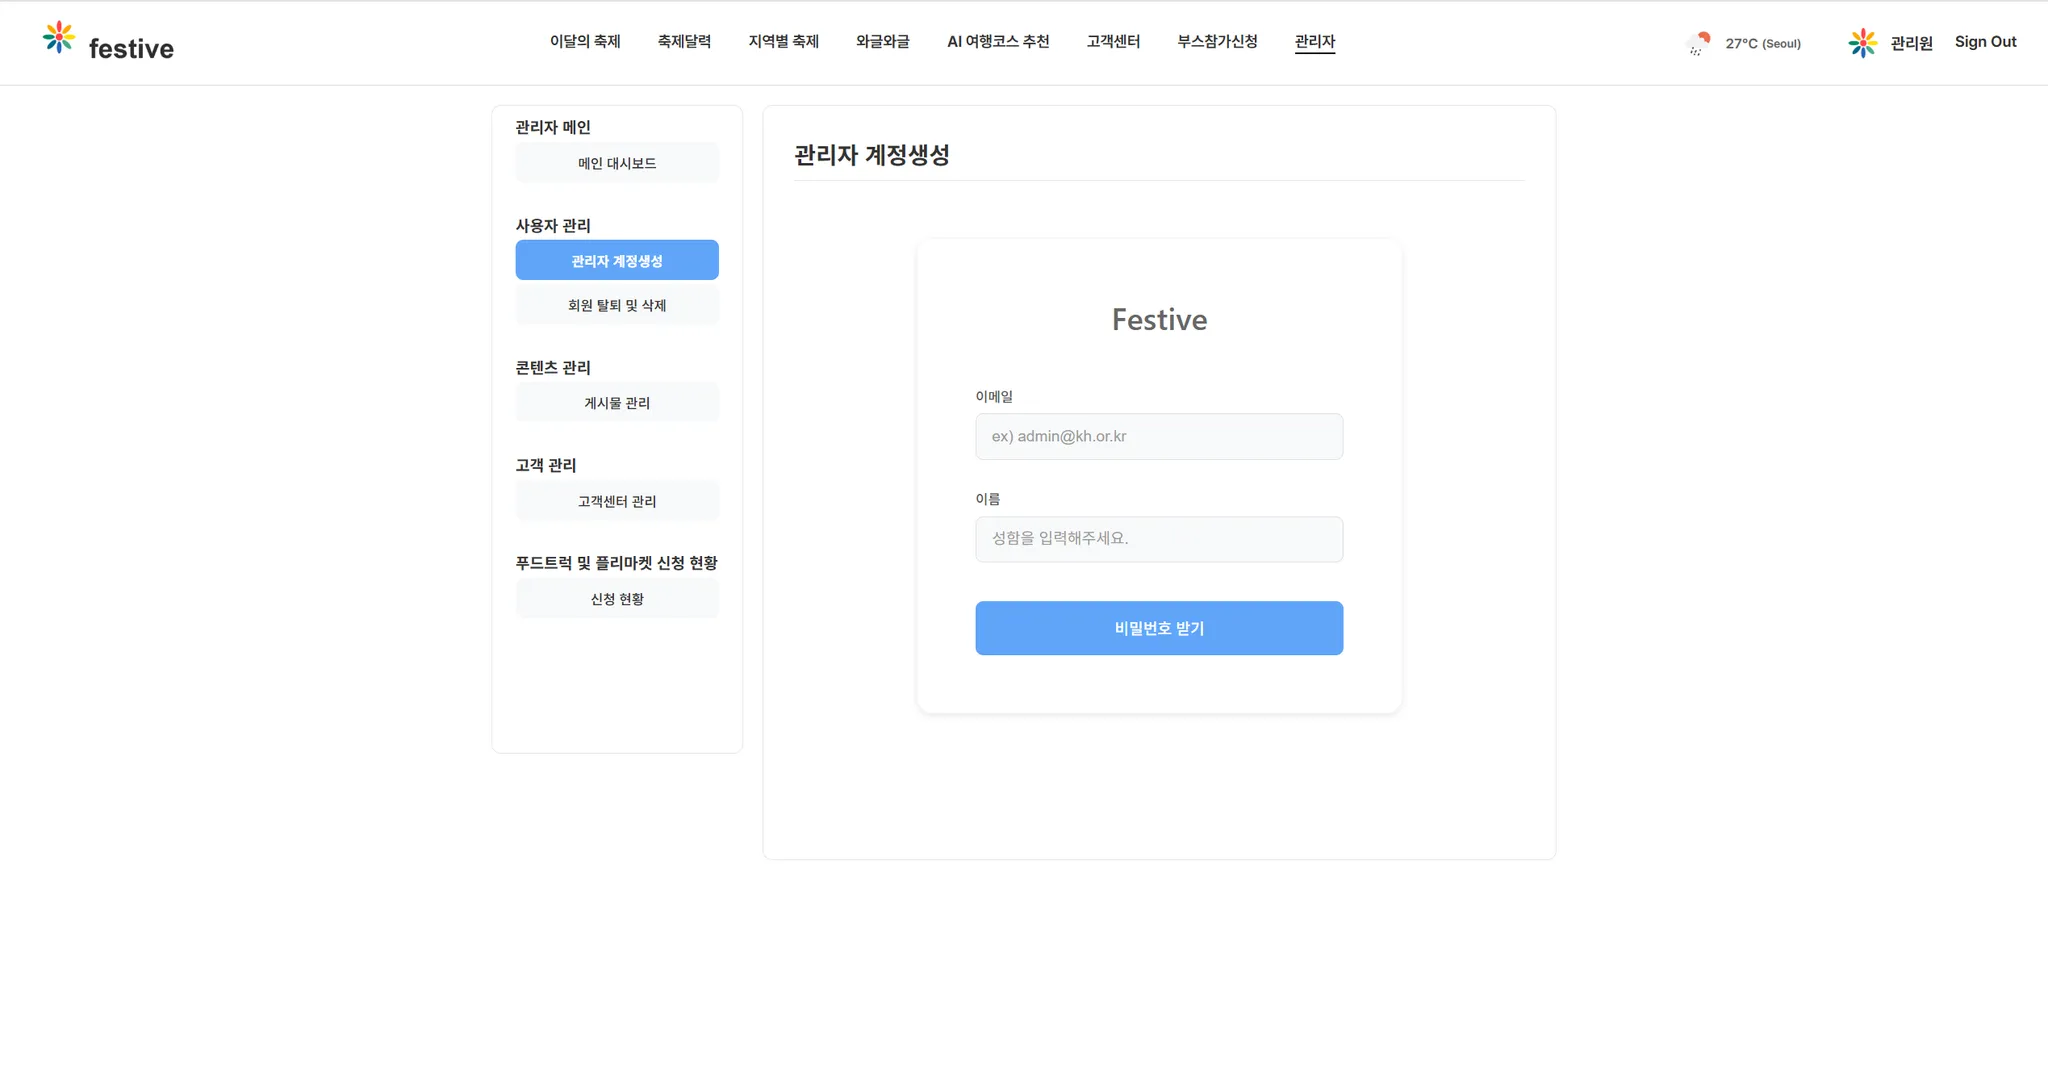 festive
이달의 축제
축제달력
지역별 축제
와글와글
AI 여행코스 추천
고객센터
부스참가신청
관리자
27°C (Seoul)
관리원
Sign Out
관리자 메인
메인 대시보드
사용자 관리
관리자 계정생성
회원 탈퇴 및 삭제
콘텐츠 관리
게시물 관리
고객 관리
고객센터 관리
푸드트럭 및 플리마켓 신청 현황
신청 현황
관리자 계정생성
Festive
이메일
ex) admin@kh.or.kr
이름
성함을 입력해주세요.
비밀번호 받기